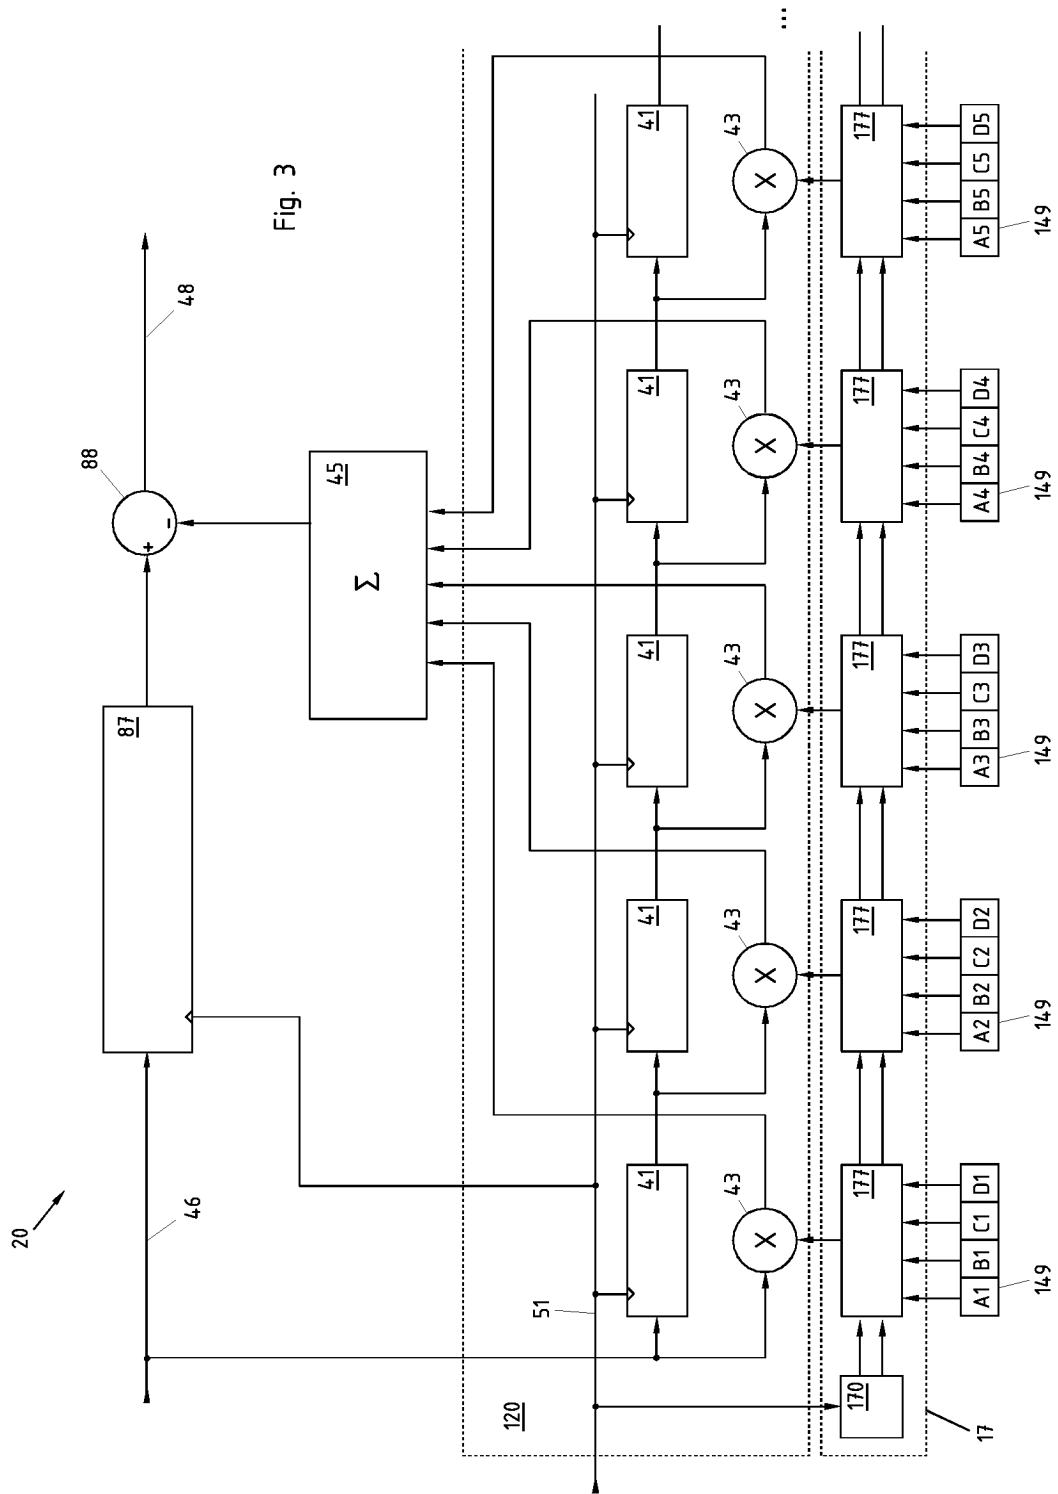 20
88
87
+
-
46
48
Fig. 3
45
Σ
120
51
41 41 41 41 41
43 43 43 43 43
X X X X X
...
170 177 177 177 177 177
17
A1 B1 C1 D1 A2 B2 C2 D2 A3 B3 C3 D3 A4 B4 C4 D4 A5 B5 C5 D5
149 149 149 149 149